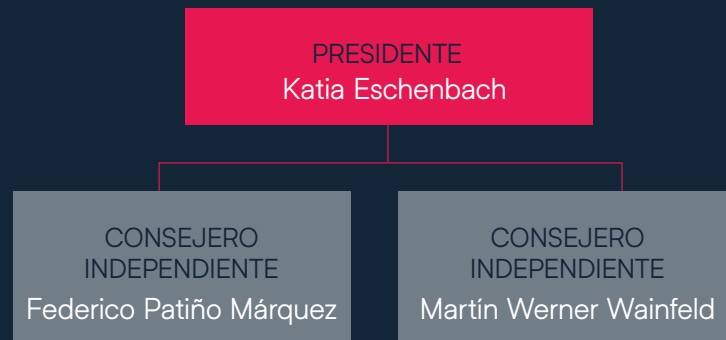 PRESIDENTE
Katia Eschenbach
CONSEJERO
INDEPENDIENTE
Federico Patiño Márquez
CONSEJERO
INDEPENDIENTE
Martín Werner Wainfeld